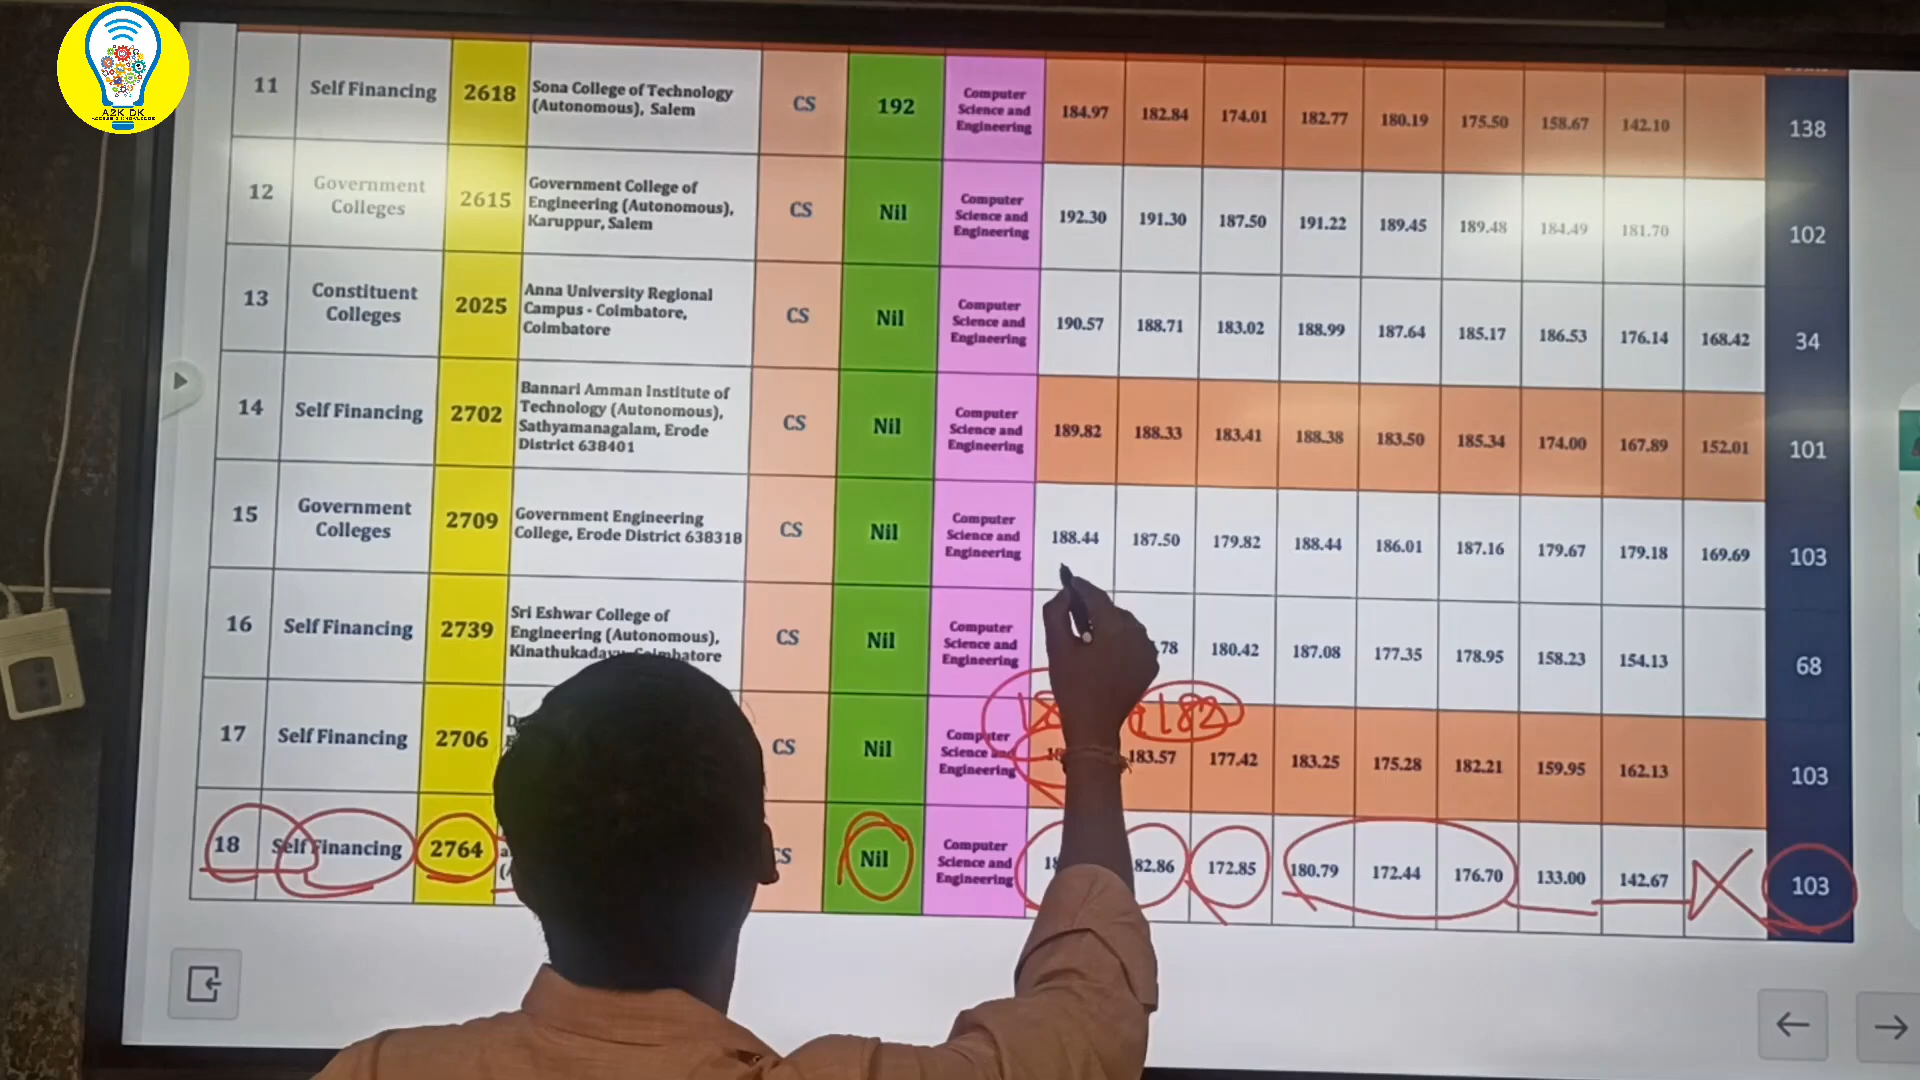 A2K DK
11 Self Financing 2618 Sona College of Technology (Autonomous), Salem CS 192 Computer Science and Engineering 184.97 182.84 174.01 182.77 180.19 175.50 158.67 142.10 138
12 Government Colleges 2615 Government College of Engineering (Autonomous), Karuppur, Salem CS Nil Computer Science and Engineering 192.30 191.30 187.50 191.22 189.45 189.48 184.49 181.70 102
13 Constituent Colleges 2025 Anna University Regional Campus - Coimbatore, Coimbatore CS Nil Computer Science and Engineering 190.57 188.71 183.02 188.99 187.64 185.17 186.53 176.14 168.42 34
14 Self Financing 2702 Bannari Amman Institute of Technology (Autonomous), Sathyamanagalam, Erode District 638401 CS Nil Computer Science and Engineering 189.82 188.33 183.41 188.38 183.50 185.34 174.00 167.89 152.01 101
15 Government Colleges 2709 Government Engineering College, Erode District 638318 CS Nil Computer Science and Engineering 188.44 187.50 179.82 188.44 186.01 187.16 179.67 179.18 169.69 103
16 Self Financing 2739 Sri Eshwar College of Engineering (Autonomous), Kinathukadavu, Coimbatore CS Nil Computer Science and Engineering .78 180.42 187.08 177.35 178.95 158.23 154.13 68
182
17 Self Financing 2706 CS Nil Computer Science and Engineering 183.57 177.42 183.25 175.28 182.21 159.95 162.13 103
18 Self Financing 2764 CS Nil Computer Science and Engineering 82.86 172.85 180.79 172.44 176.70 133.00 142.67 103